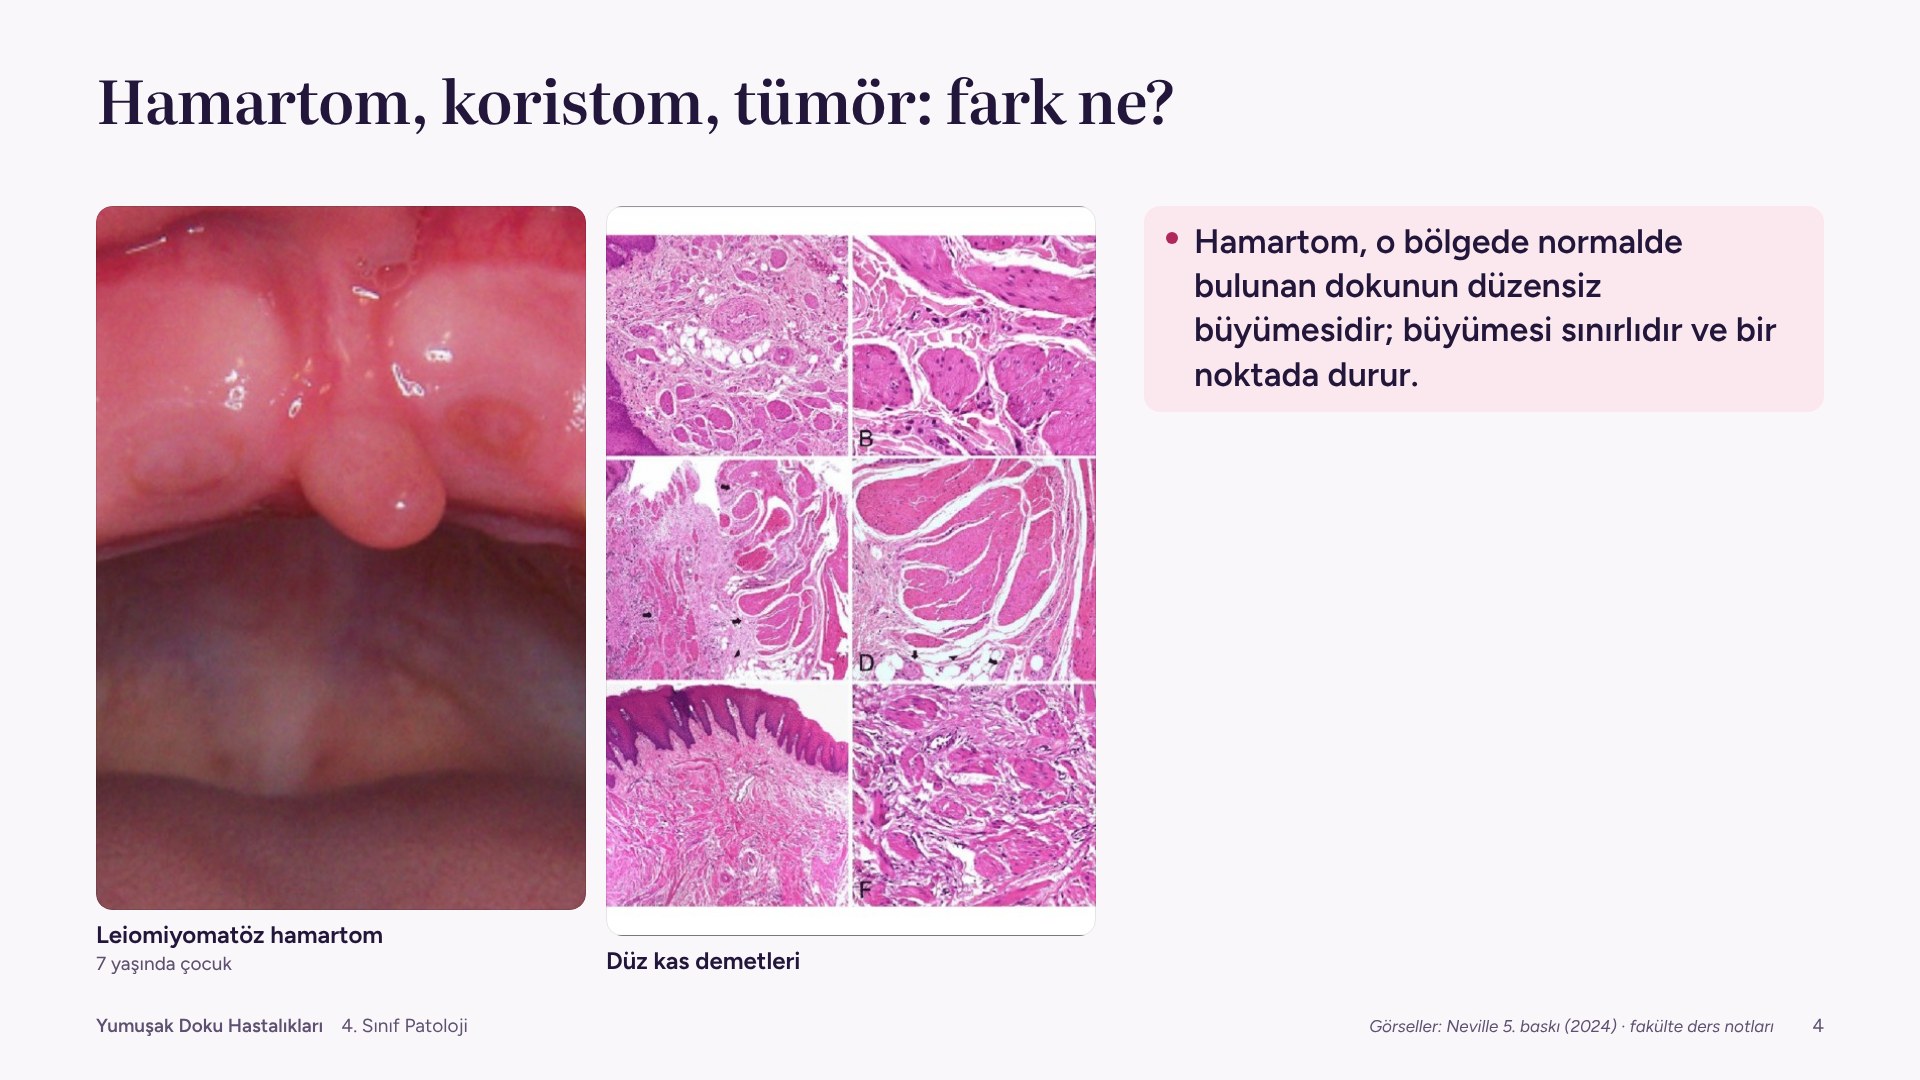 Hamartom, koristom, tümör: fark ne?
B
D
F
Leiomiyomatöz hamartom
7 yaşında çocuk
Düz kas demetleri
Hamartom, o bölgede normalde
bulunan dokunun düzensiz
büyümesidir; büyümesi sınırlıdır ve bir
noktada durur.
Yumuşak Doku Hastalıkları 4. Sınıf Patoloji
Görseller: Neville 5. baskı (2024) · fakülte ders notları 4